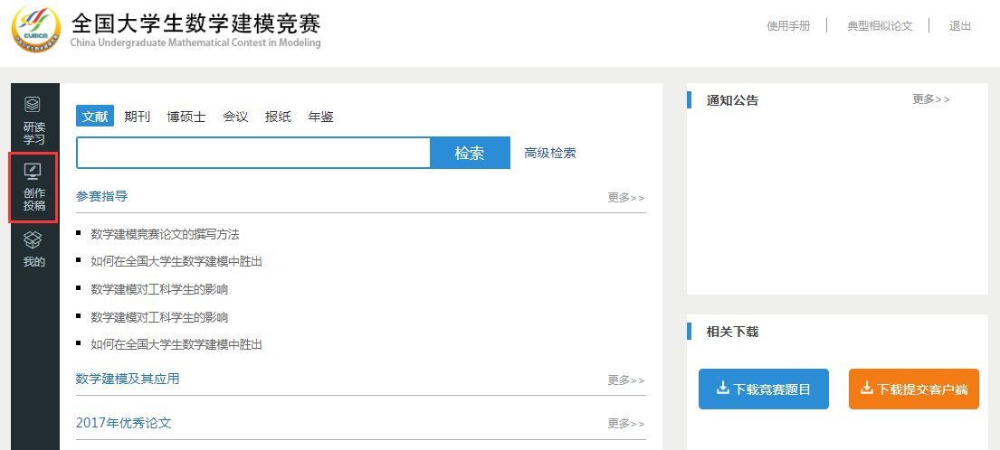 全国大学生数学建模竞赛
China Undergraduate Mathematical Contest in Modeling
CUMCM
使用手册
典型相似论文
退出
研读
学习
创作
投稿
我的
文献 期刊 博硕士 会议 报纸 年鉴
检索 高级检索
参赛指导 更多>>
数学建模竞赛论文的撰写方法
如何在全国大学生数学建模中胜出
数学建模对工科学生的影响
数学建模对工科学生的影响
如何在全国大学生数学建模中胜出
数学建模及其应用 更多>>
2017年优秀论文 更多>>
通知公告 更多>>
相关下载
下载竞赛题目
下载提交客户端